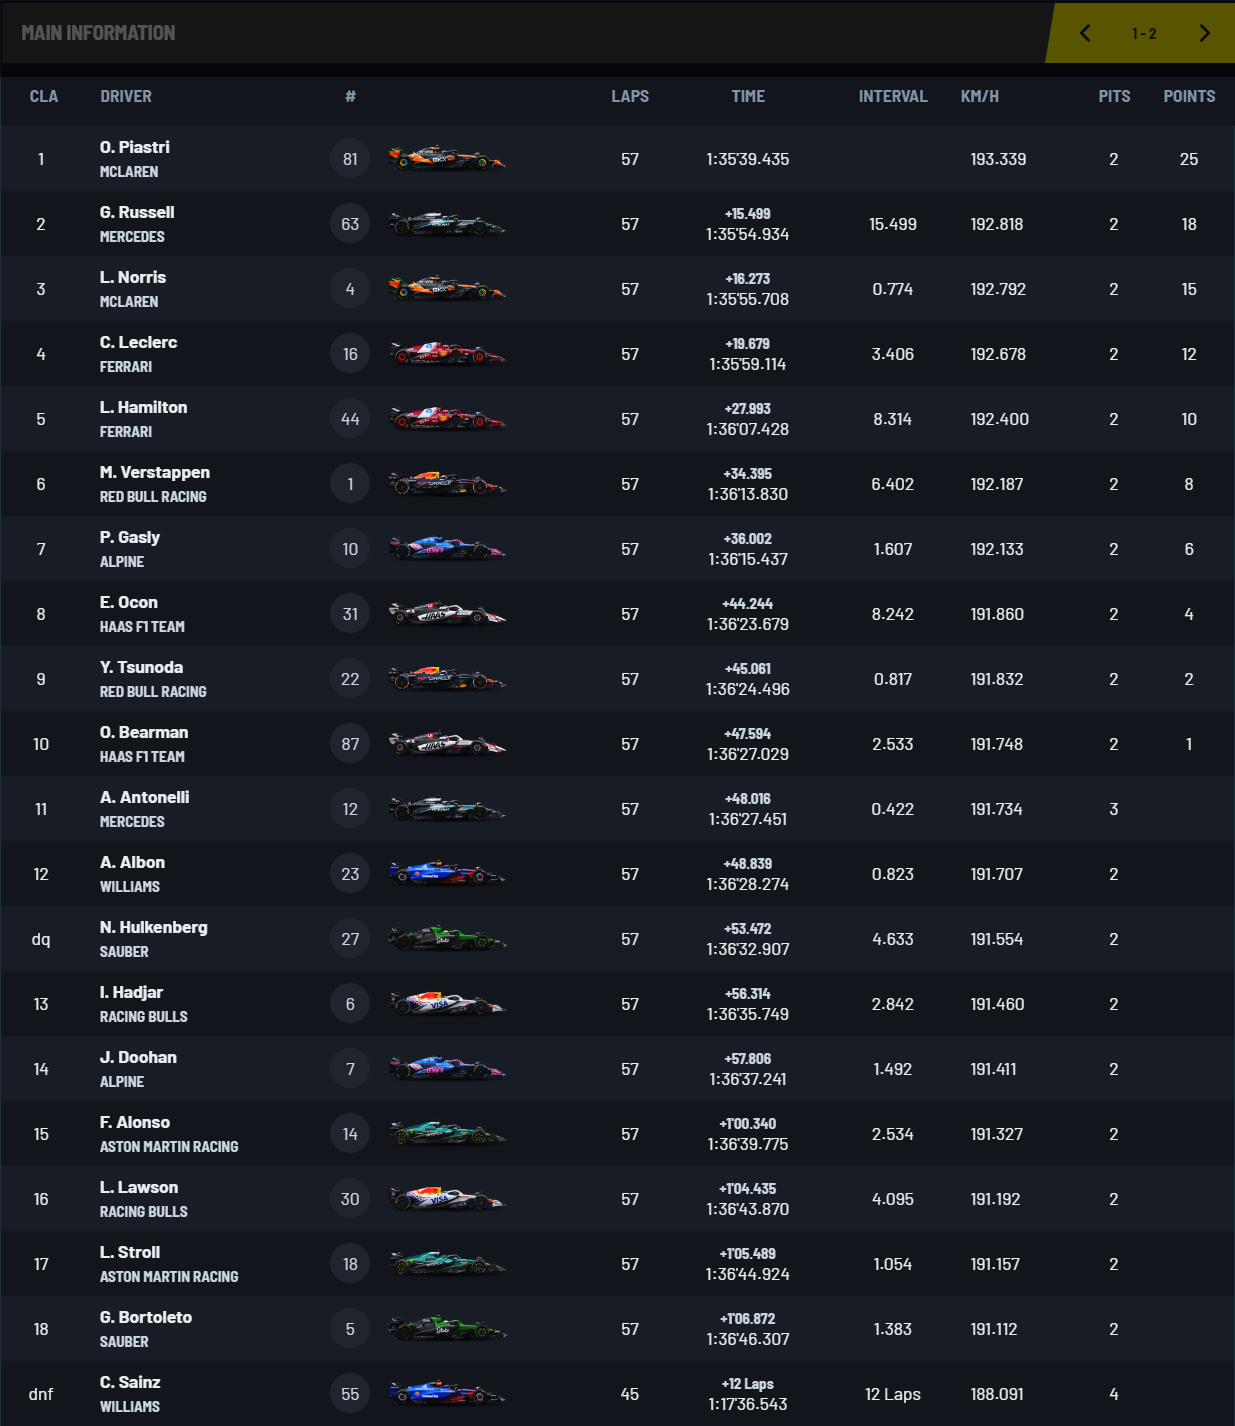 MAIN INFORMATION
1 - 2
CLA DRIVER # LAPS TIME INTERVAL KM/H PITS POINTS
1 O. Piastri MCLAREN 81 57 1:35'39.435 193.339 2 25
2 G. Russell MERCEDES 63 57 +15.499 1:35'54.934 15.499 192.818 2 18
3 L. Norris MCLAREN 4 57 +16.273 1:35'55.708 0.774 192.792 2 15
4 C. Leclerc FERRARI 16 57 +19.679 1:35'59.114 3.406 192.678 2 12
5 L. Hamilton FERRARI 44 57 +27.993 1:36'07.428 8.314 192.400 2 10
6 M. Verstappen RED BULL RACING 1 57 +34.395 1:36'13.830 6.402 192.187 2 8
7 P. Gasly ALPINE 10 57 +36.002 1:36'15.437 1.607 192.133 2 6
8 E. Ocon HAAS F1 TEAM 31 57 +44.244 1:36'23.679 8.242 191.860 2 4
9 Y. Tsunoda RED BULL RACING 22 57 +45.061 1:36'24.496 0.817 191.832 2 2
10 O. Bearman HAAS F1 TEAM 87 57 +47.594 1:36'27.029 2.533 191.748 2 1
11 A. Antonelli MERCEDES 12 57 +48.016 1:36'27.451 0.422 191.734 3
12 A. Albon WILLIAMS 23 57 +48.839 1:36'28.274 0.823 191.707 2
dq N. Hulkenberg SAUBER 27 57 +53.472 1:36'32.907 4.633 191.554 2
13 I. Hadjar RACING BULLS 6 57 +56.314 1:36'35.749 2.842 191.460 2
14 J. Doohan ALPINE 7 57 +57.806 1:36'37.241 1.492 191.411 2
15 F. Alonso ASTON MARTIN RACING 14 57 +1'00.340 1:36'39.775 2.534 191.327 2
16 L. Lawson RACING BULLS 30 57 +1'04.435 1:36'43.870 4.095 191.192 2
17 L. Stroll ASTON MARTIN RACING 18 57 +1'05.489 1:36'44.924 1.054 191.157 2
18 G. Bortoleto SAUBER 5 57 +1'06.872 1:36'46.307 1.383 191.112 2
dnf C. Sainz WILLIAMS 55 45 +12 Laps 1:17'36.543 12 Laps 188.091 4